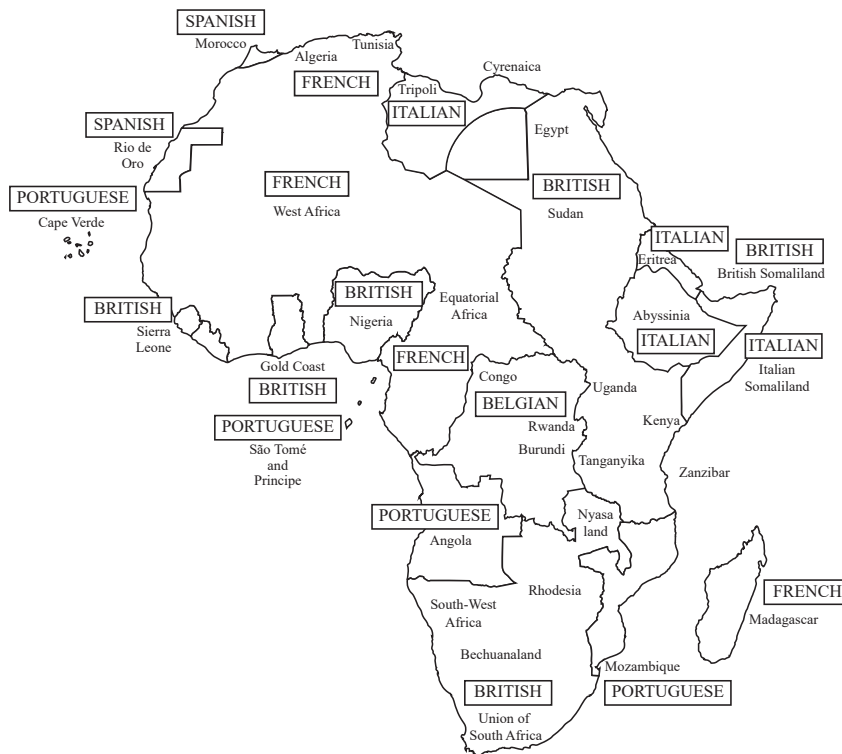 SPANISH
Morocco
Tunisia
Algeria
FRENCH
Cyrenaica
Tripoli
ITALIAN
SPANISH
Rio de
Oro
Egypt
PORTUGUESE
Cape Verde
FRENCH
West Africa
BRITISH
Sudan
ITALIAN
Eritrea
BRITISH
British Somaliland
BRITISH
Sierra
Leone
BRITISH
Nigeria
Equatorial
Africa
Abyssinia
ITALIAN
ITALIAN
Italian
Somaliland
Gold Coast
BRITISH
FRENCH
Congo
BELGIAN
Rwanda
Burundi
Uganda
Kenya
PORTUGUESE
São Tomé
and
Principe
Tanganyika
Zanzibar
PORTUGUESE
Angola
Nyasa
land
Rhodesia
FRENCH
Madagascar
South-West
Africa
Bechuanaland
Mozambique
PORTUGUESE
BRITISH
Union of
South Africa